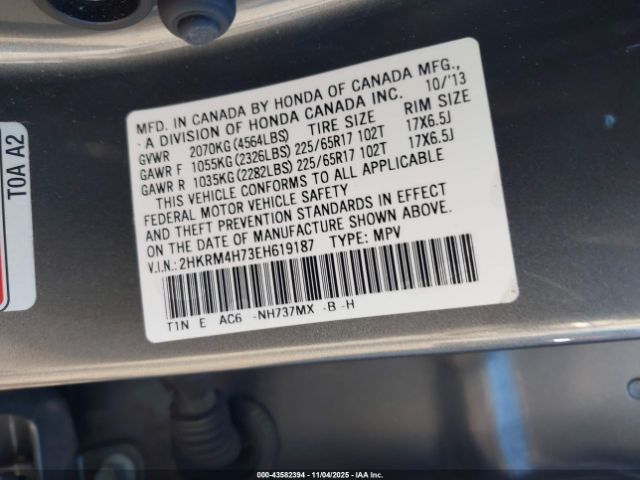 MFD. IN CANADA BY HONDA OF CANADA MFG.,
A DIVISION OF HONDA CANADA INC. 10/'13
GVWR 2070KG (4564LBS) TIRE SIZE RIM SIZE
GAWR F 1055KG (2326LBS) 225/65R17 102T 17X6.5J
GAWR R 1035KG (2282LBS) 225/65R17 102T 17X6.5J
THIS VEHICLE CONFORMS TO ALL APPLICABLE
FEDERAL MOTOR VEHICLE SAFETY
AND THEFT PREVENTION STANDARDS IN EFFECT
ON THE DATE OF MANUFACTURE SHOWN ABOVE.
V.I.N.: 2HKRM4H73EH619187 TYPE: MPV
T1N E AC6 -NH737MX -B -H
TOA A2
000-43582394 - 11/04/2025 - IAA Inc.